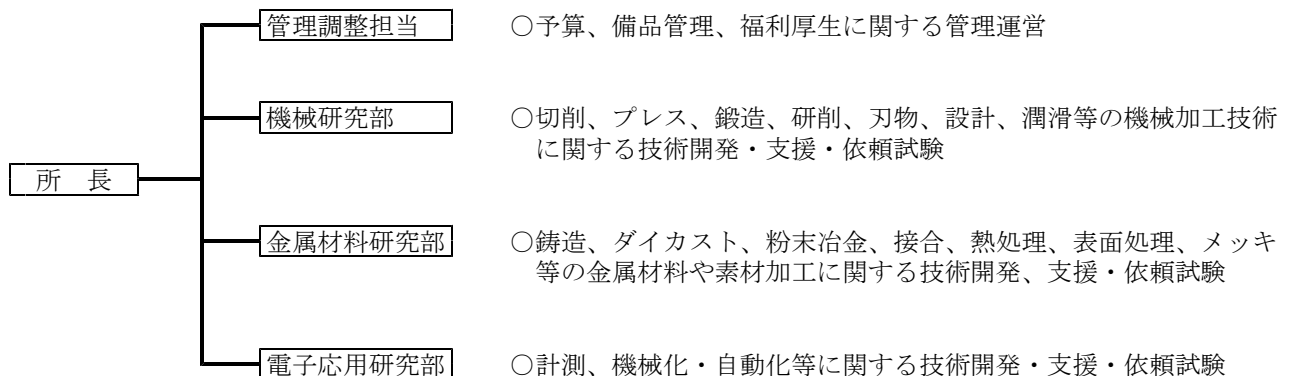 管理調整担当
○予算、備品管理、福利厚生に関する管理運営
機械研究部
○切削、プレス、鍛造、研削、刃物、設計、潤滑等の機械加工技術
に関する技術開発・支援・依頼試験
所　長
金属材料研究部
○鋳造、ダイカスト、粉末冶金、接合、熱処理、表面処理、メッキ
等の金属材料や素材加工に関する技術開発、支援・依頼試験
電子応用研究部
○計測、機械化・自動化等に関する技術開発・支援・依頼試験